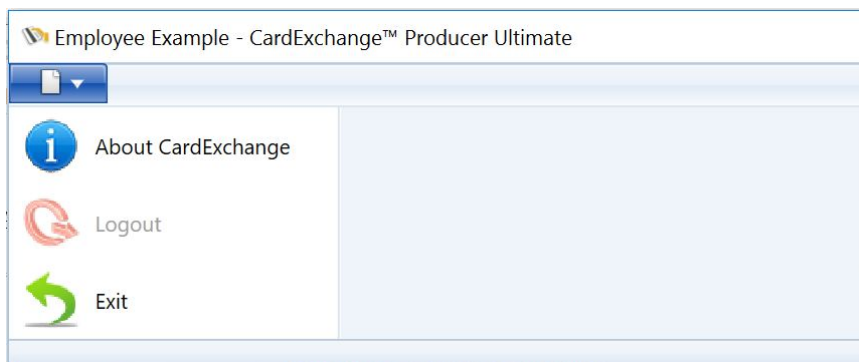 Employee Example - CardExchange™ Producer Ultimate
About CardExchange
Logout
Exit